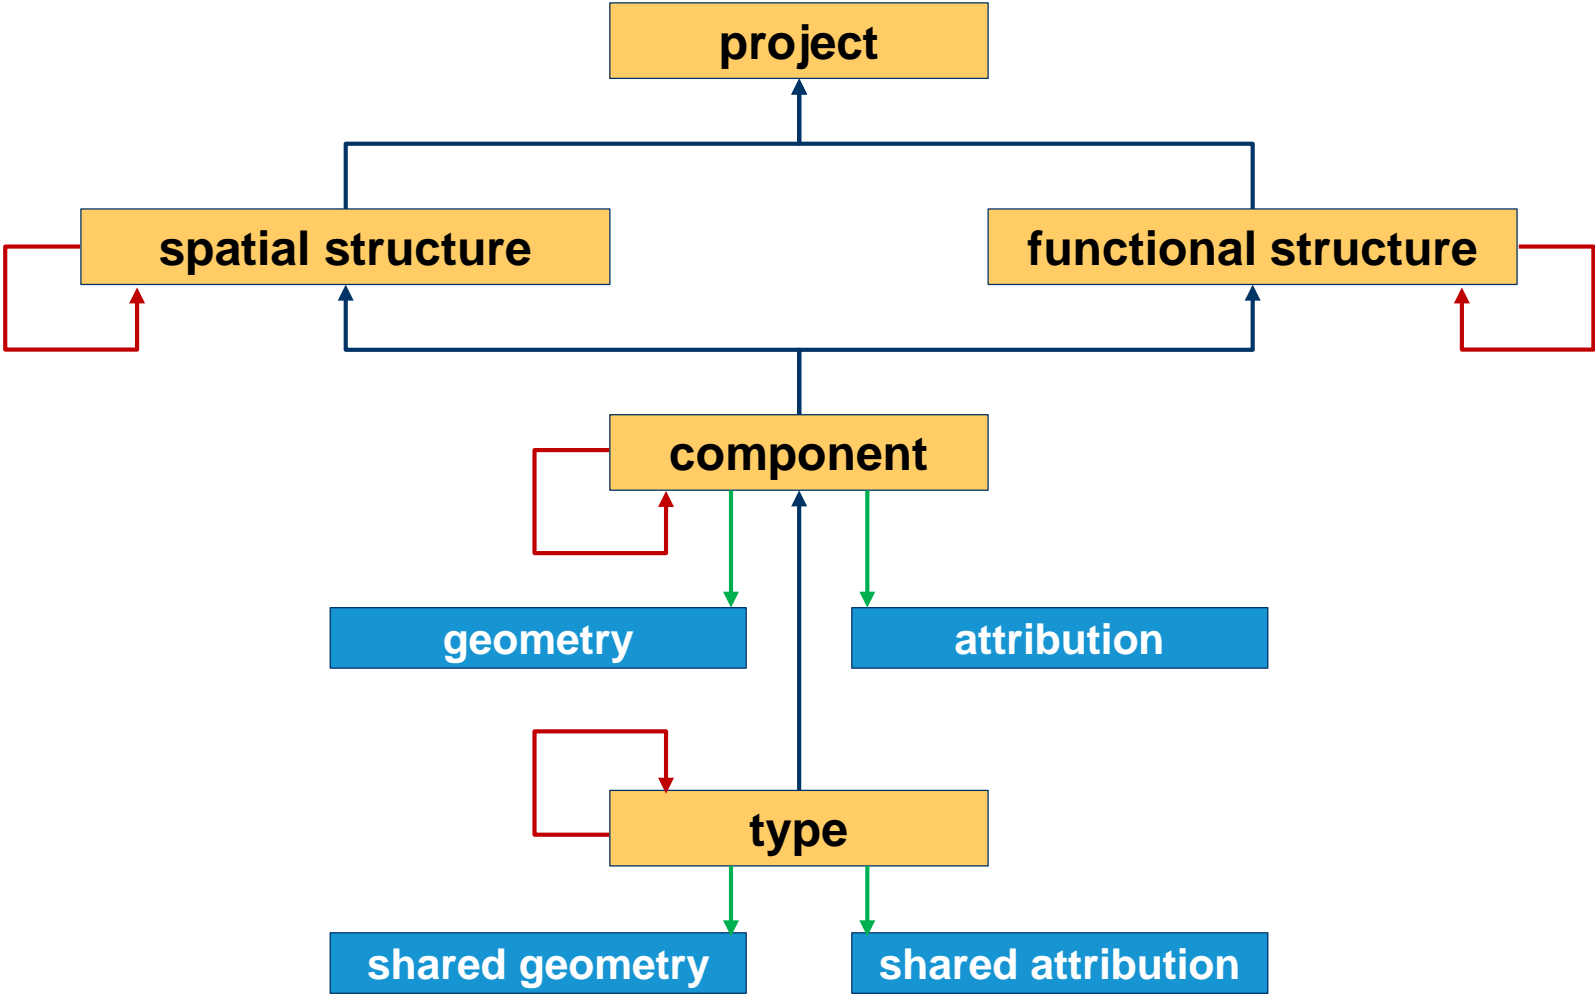 project
spatial structure
functional structure
component
geometry
attribution
type
shared geometry
shared attribution